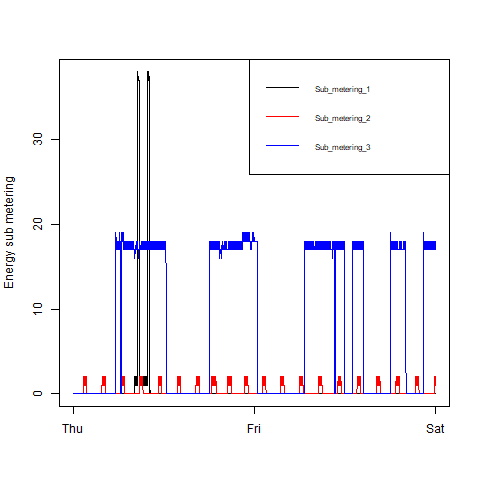 Sub_metering_1
Sub_metering_2
Sub_metering_3
Energy sub metering
30
20
10
0
Thu
Fri
Sat